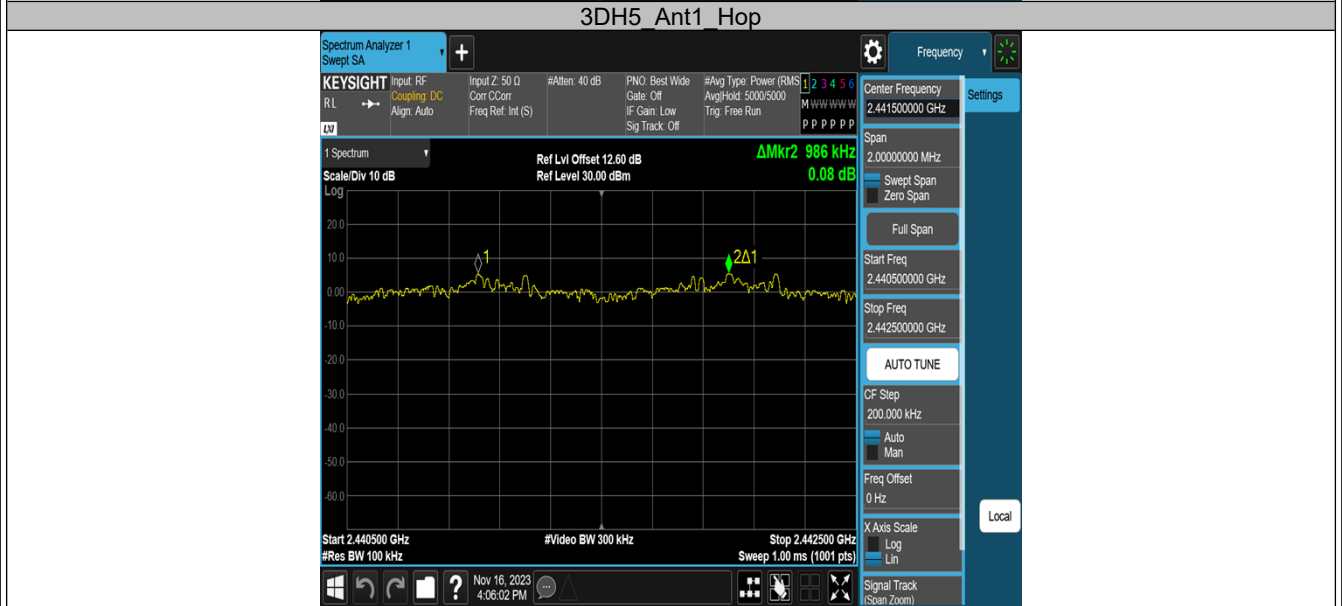 3DH5_Ant1_Hop
Spectrum Analyzer 1
Swept SA
+
Frequency
KEYSIGHT Input: RF Input Z: 50 Ω #Atten: 40 dB PNO: Best Wide #Avg Type: Power (RMS 1 2 3 4 5 6
RL Coupling: DC Corr CCorr Gate: Off Avg|Hold: 5000/5000 M W W W W W
Align: Auto Freq Ref: Int (S) IF Gain: Low Trig: Free Run
LXI Sig Track: Off P P P P P P
1 Spectrum
Scale/Div 10 dB
Ref Lvl Offset 12.60 dB
Ref Level 30.00 dBm
ΔMkr2 986 kHz
0.08 dB
Log
20.0
10.0
0.00
-10.0
-20.0
-30.0
-40.0
-50.0
-60.0
1
2Δ1
Start 2.440500 GHz #Video BW 300 kHz Stop 2.442500 GHz
#Res BW 100 kHz Sweep 1.00 ms (1001 pts)
Center Frequency
2.441500000 GHz
Settings
Span
2.00000000 MHz
Swept Span
Zero Span
Full Span
Start Freq
2.440500000 GHz
Stop Freq
2.442500000 GHz
AUTO TUNE
CF Step
200.000 kHz
Auto
Man
Freq Offset
0 Hz
Local
X Axis Scale
Log
Lin
Signal Track
(Span Zoom)
?
Nov 16, 2023
4:06:02 PM